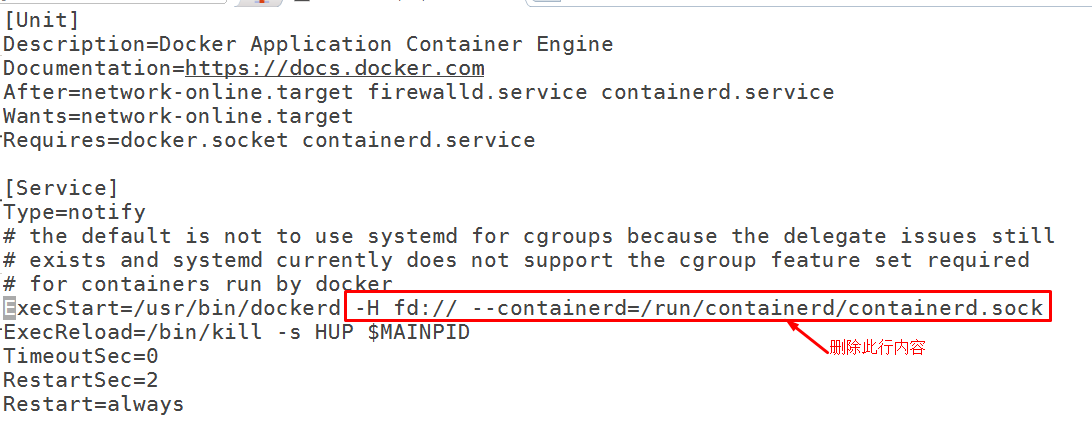 [Unit]
Description=Docker Application Container Engine
Documentation=https://docs.docker.com
After=network-online.target firewalld.service containerd.service
Wants=network-online.target
Requires=docker.socket containerd.service
[Service]
Type=notify
# the default is not to use systemd for cgroups because the delegate issues still
# exists and systemd currently does not support the cgroup feature set required
# for containers run by docker
ExecStart=/usr/bin/dockerd -H fd:// --containerd=/run/containerd/containerd.sock
ExecReload=/bin/kill -s HUP $MAINPID
删除此行内容
TimeoutSec=0
RestartSec=2
Restart=always